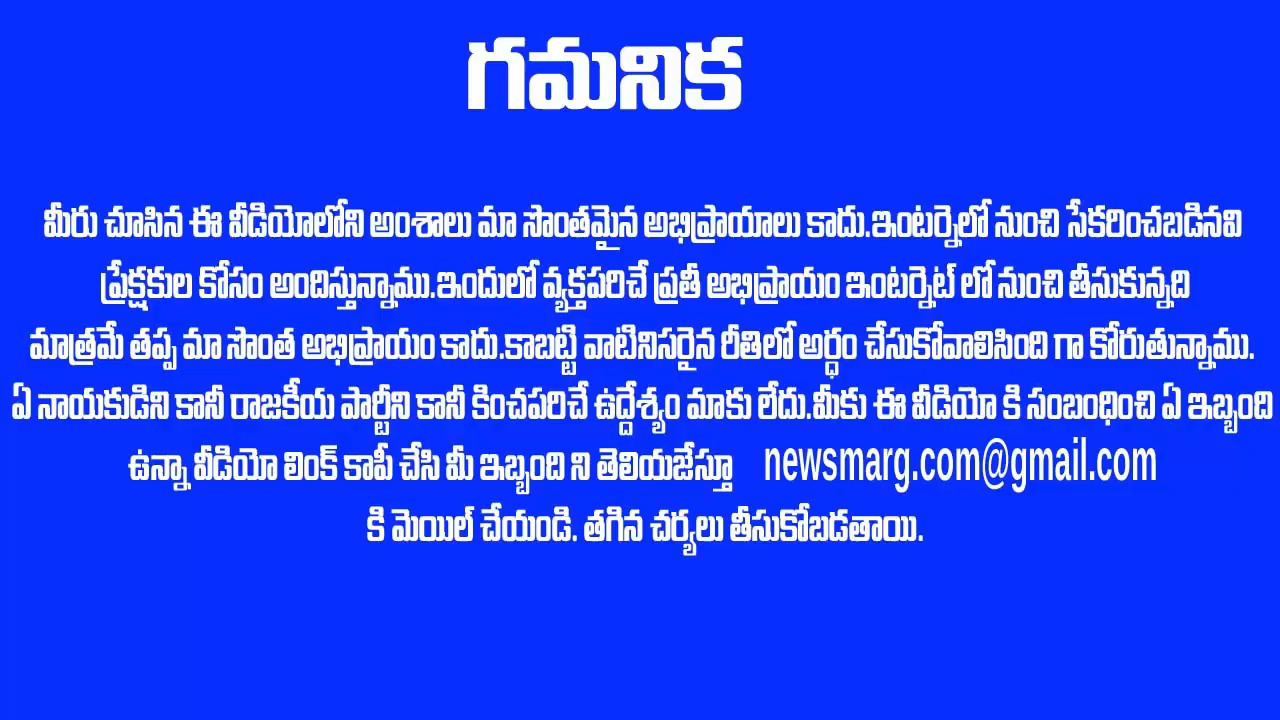 గమనిక
మీరు చూసిన ఈ వీడియోలోని అంశాలు మా సొంతమైన అభిప్రాయాలు కాదు.ఇంటర్నెలో నుంచి సేకరించబడినవి
ప్రేక్షకుల కోసం అందిస్తున్నాము.ఇందులో వ్యక్తపరిచే ప్రతీ అభిప్రాయం ఇంటర్నెట్ లో నుంచి తీసుకున్నది
మాత్రమే తప్ప మా సొంత అభిప్రాయం కాదు.కాబట్టి వాటినిసరైన రీతిలో అర్ధం చేసుకోవాలిసింది గా కోరుతున్నాము.
ఏ నాయకుడిని కానీ రాజకీయ పార్టీని కానీ కించపరిచే ఉద్దేశ్యం మాకు లేదు.మీకు ఈ వీడియో కి సంబంధించి ఏ ఇబ్బంది
ఉన్నా వీడియో లింక్ కాపీ చేసి మీ ఇబ్బంది ని తెలియజేస్తూ newsmarg.com@gmail.com
కి మెయిల్ చేయండి. తగిన చర్యలు తీసుకోబడతాయి.